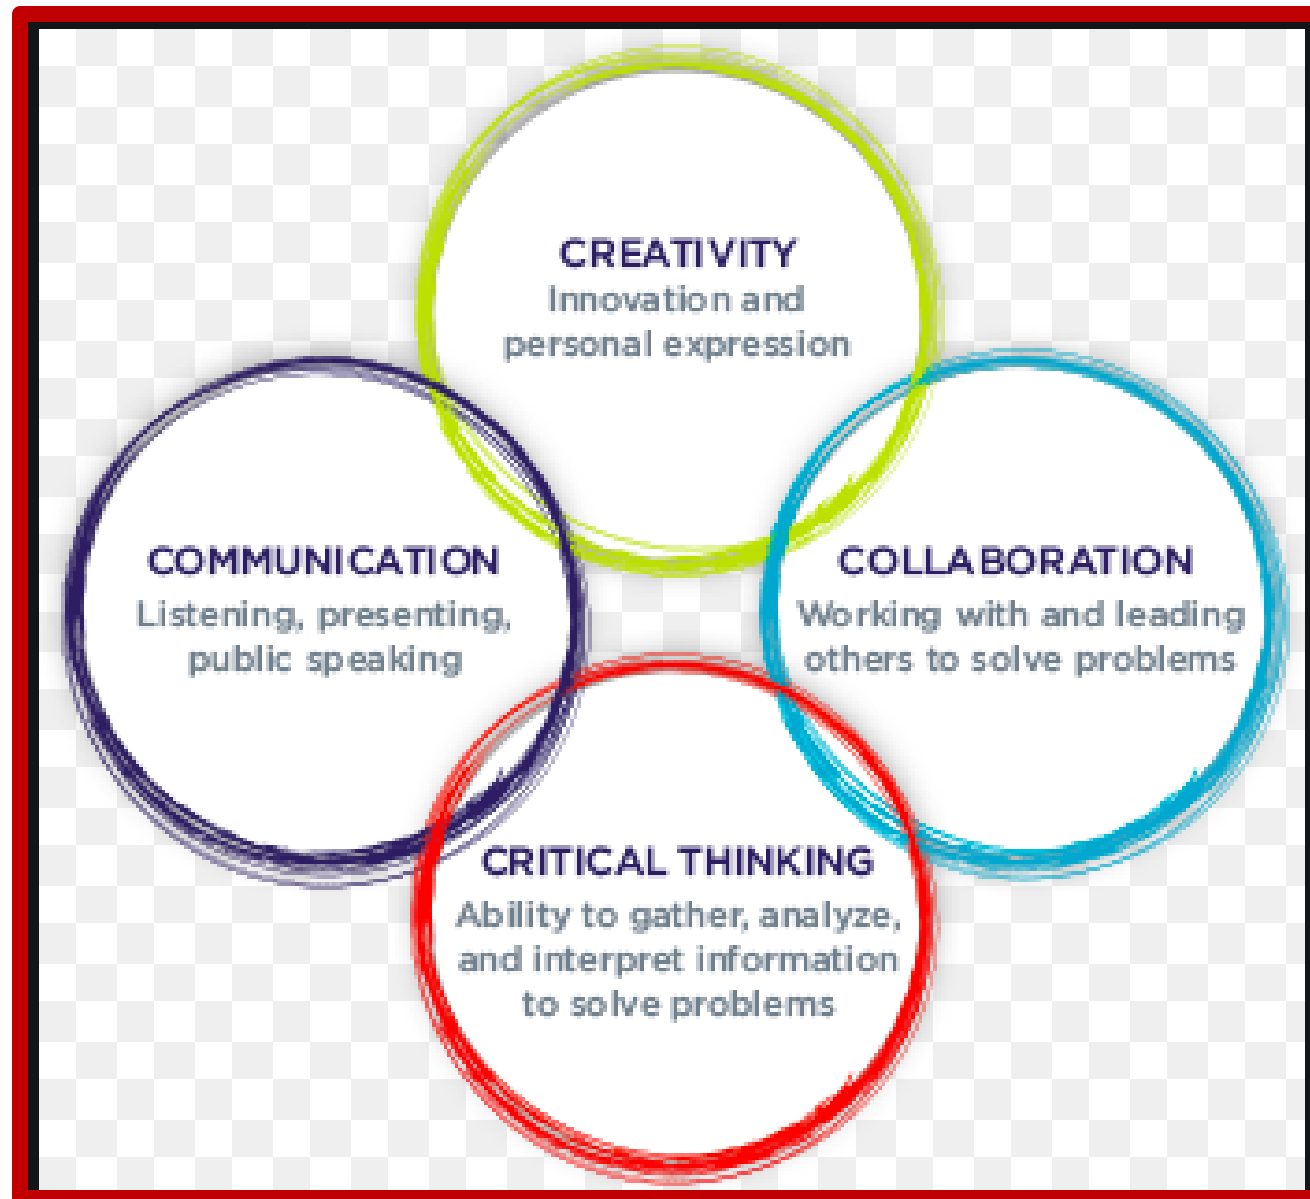 CREATIVITY
Innovation and
personal expression
COMMUNICATION
Listening, presenting,
public speaking
COLLABORATION
Working with and leading
others to solve problems
CRITICAL THINKING
Ability to gather, analyze,
and interpret information
to solve problems